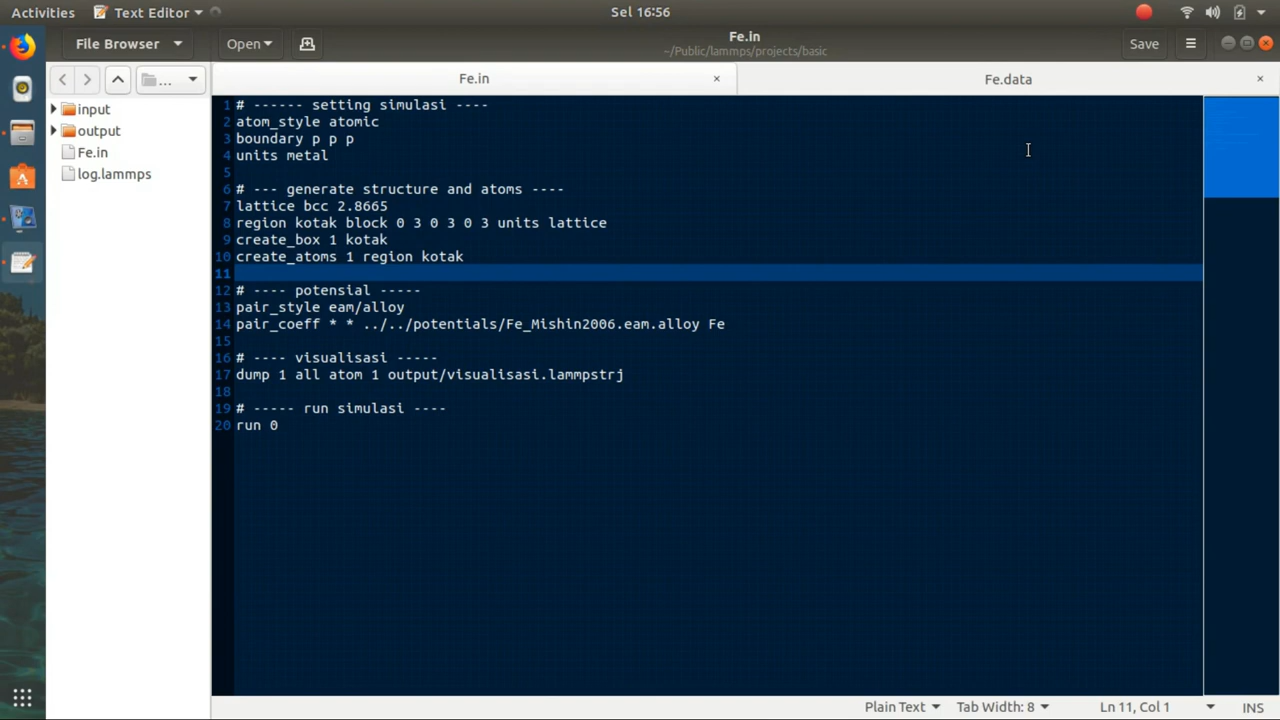 Activities Text Editor Sel 16:56
File Browser Open Fe.in Save
~/Public/lammps/projects/basic
... Fe.in × Fe.data ×
input
output
Fe.in
log.lammps
1 # ------ setting simulasi ----
2 atom_style atomic
3 boundary p p p
4 units metal
5
6 # --- generate structure and atoms ----
7 lattice bcc 2.8665
8 region kotak block 0 3 0 3 0 3 units lattice
9 create_box 1 kotak
10 create_atoms 1 region kotak
11
12 # ---- potensial -----
13 pair_style eam/alloy
14 pair_coeff * * ../../potentials/Fe_Mishin2006.eam.alloy Fe
15
16 # ---- visualisasi -----
17 dump 1 all atom 1 output/visualisasi.lammpstrj
18
19 # ----- run simulasi ----
20 run 0
Plain Text Tab Width: 8 Ln 11, Col 1 INS